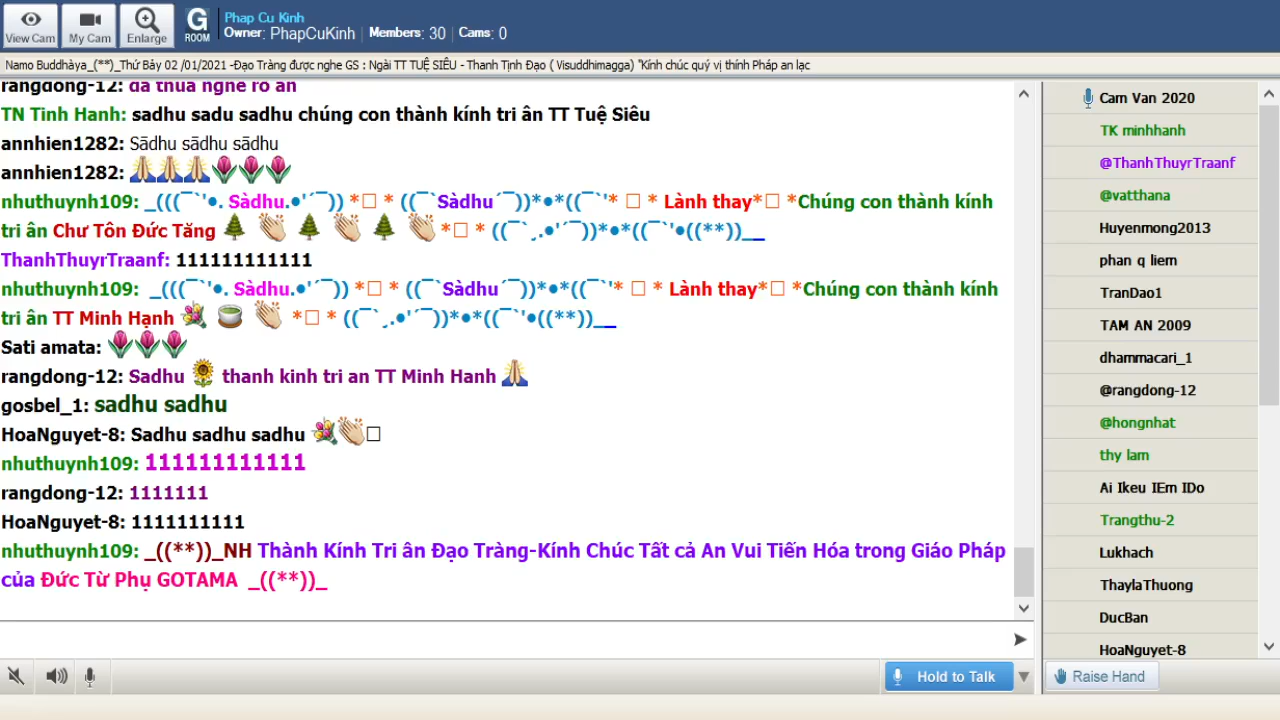 View Cam
My Cam
Enlarge
G
ROOM
Phap Cu Kinh
Owner: PhapCuKinh
Members: 30
Cams: 0
Namo Buddhàya_(**)_Thứ Bảy 02 /01/2021 -Đạo Tràng được nghe GS : Ngài TT TUỆ SIÊU - Thanh Tịnh Đạo ( Visuddhimagga) "Kính chúc quý vị thính Pháp an lạc
rangdong-12: da thua nghe ro an
TN Tinh Hanh: sadhu sadu sadhu chúng con thành kính tri ân TT Tuệ Siêu
annhien1282: Sādhu sādhu sādhu
annhien1282: 🙏🙏🙏🌷🌷🌷
nhuthuynh109: _(((¯`'•. Sàdhu.•'´¯)) *□ * ((¯`Sàdhu´¯))*•*((¯`'* □ * Lành thay*□ *Chúng con thành kính
tri ân Chư Tôn Đức Tăng 🌲 👏 🌲 👏 🌲 👏 *□ * ((¯`¸.•'´¯))*•*((¯`'•((**))__
ThanhThuyrTraanf: 111111111111
nhuthuynh109: _(((¯`'•. Sàdhu.•'´¯)) *□ * ((¯`Sàdhu´¯))*•*((¯`'* □ * Lành thay*□ *Chúng con thành kính
tri ân TT Minh Hạnh 💐 🍵 👏 *□ * ((¯`¸.•'´¯))*•*((¯`'•((**))__
Sati amata: 🌷🌷🌷
rangdong-12: Sadhu 🌻 thanh kinh tri an TT Minh Hanh 🙏
gosbel_1: sadhu sadhu
HoaNguyet-8: Sadhu sadhu sadhu 💐👏□
nhuthuynh109: 111111111111
rangdong-12: 1111111
HoaNguyet-8: 1111111111
nhuthuynh109: _((**))_NH Thành Kính Tri ân Đạo Tràng-Kính Chúc Tất cả An Vui Tiến Hóa trong Giáo Pháp
của Đức Từ Phụ GOTAMA _((**))_
Hold to Talk
Cam Van 2020
TK minhhanh
@ThanhThuyrTraanf
@vatthana
Huyenmong2013
phan q liem
TranDao1
TAM AN 2009
dhammacari_1
@rangdong-12
@hongnhat
thy lam
Ai Ikeu IEm IDo
Trangthu-2
Lukhach
ThaylaThuong
DucBan
HoaNguyet-8
Raise Hand